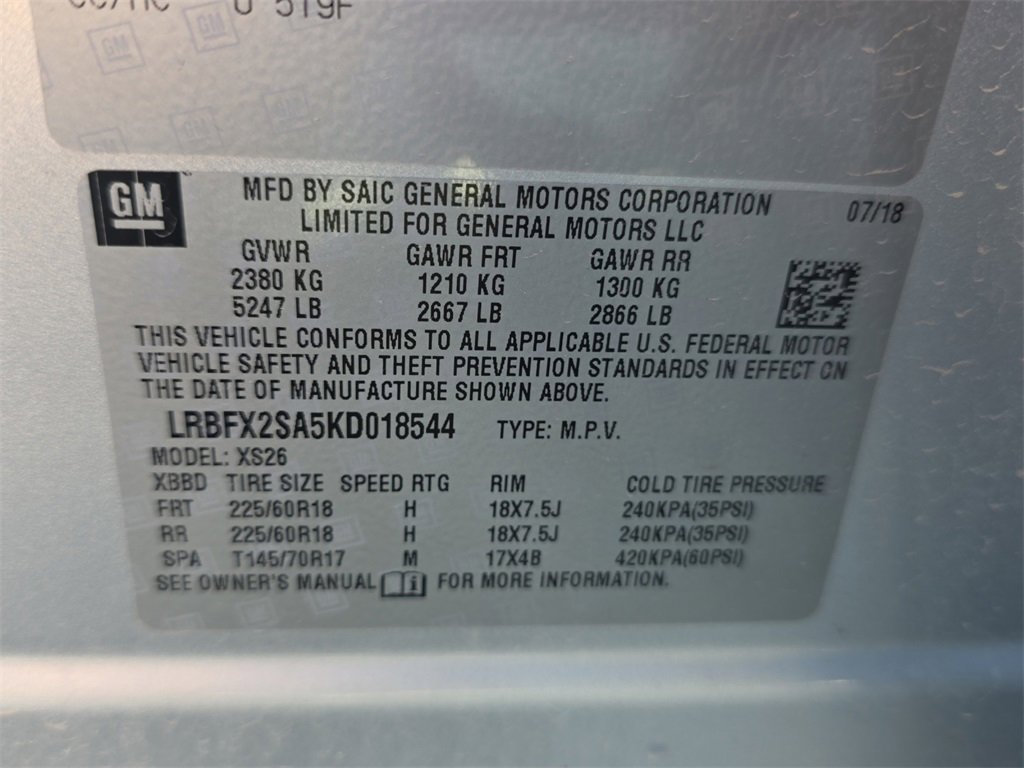 U 519F
GM
MFD BY SAIC GENERAL MOTORS CORPORATION
LIMITED FOR GENERAL MOTORS LLC
07/18
GVWR GAWR FRT GAWR RR
2380 KG 1210 KG 1300 KG
5247 LB 2667 LB 2866 LB
THIS VEHICLE CONFORMS TO ALL APPLICABLE U.S. FEDERAL MOTOR
VEHICLE SAFETY AND THEFT PREVENTION STANDARDS IN EFFECT ON
THE DATE OF MANUFACTURE SHOWN ABOVE.
LRBFX2SA5KD018544 TYPE: M.P.V.
MODEL: XS26
XBBD TIRE SIZE SPEED RTG RIM COLD TIRE PRESSURE
FRT 225/60R18 H 18X7.5J 240KPA(35PSI)
RR 225/60R18 H 18X7.5J 240KPA(35PSI)
SPA T145/70R17 M 17X4B 420KPA(60PSI)
SEE OWNER'S MANUAL i FOR MORE INFORMATION.